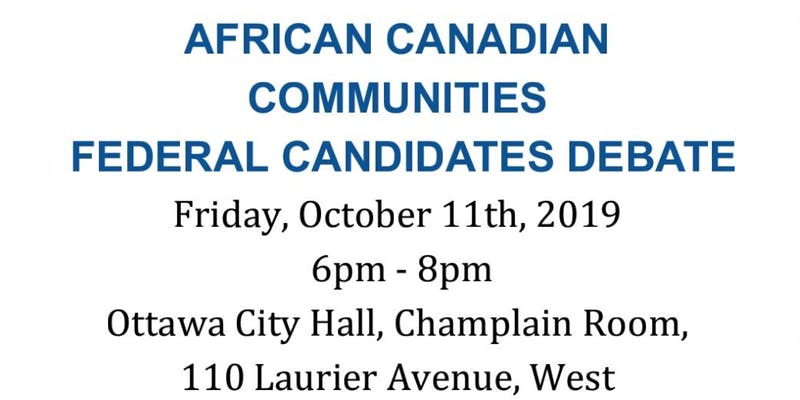 AFRICAN CANADIAN
COMMUNITIES
FEDERAL CANDIDATES DEBATE
Friday, October 11th, 2019
6pm - 8pm
Ottawa City Hall, Champlain Room,
110 Laurier Avenue, West